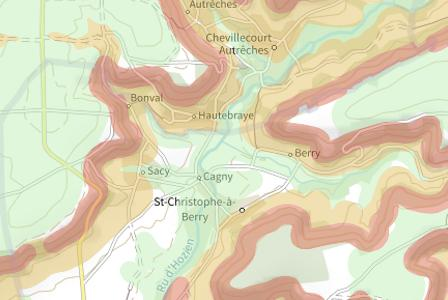 Autrêches
Chevillecourt
Autrêches
Bonval
Hautebraye
Berry
Sacy
Cagny
St-Christophe-à-
Berry
Ru d'Hozien